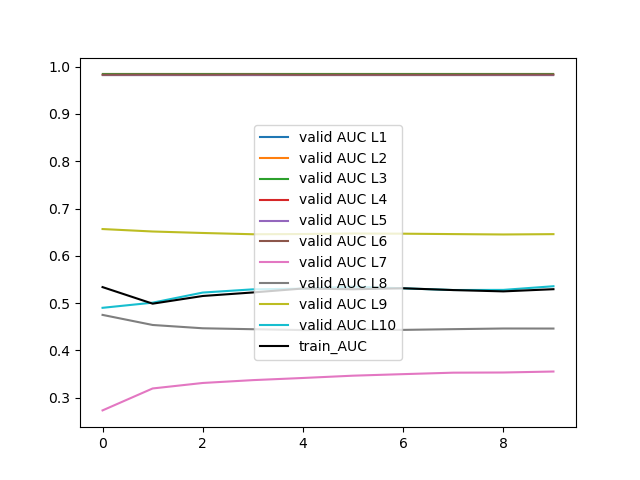 1.0
0.9
0.8
0.7
0.6
0.5
0.4
0.3
valid AUC L1
valid AUC L2
valid AUC L3
valid AUC L4
valid AUC L5
valid AUC L6
valid AUC L7
valid AUC L8
valid AUC L9
valid AUC L10
train_AUC
0 2 4 6 8